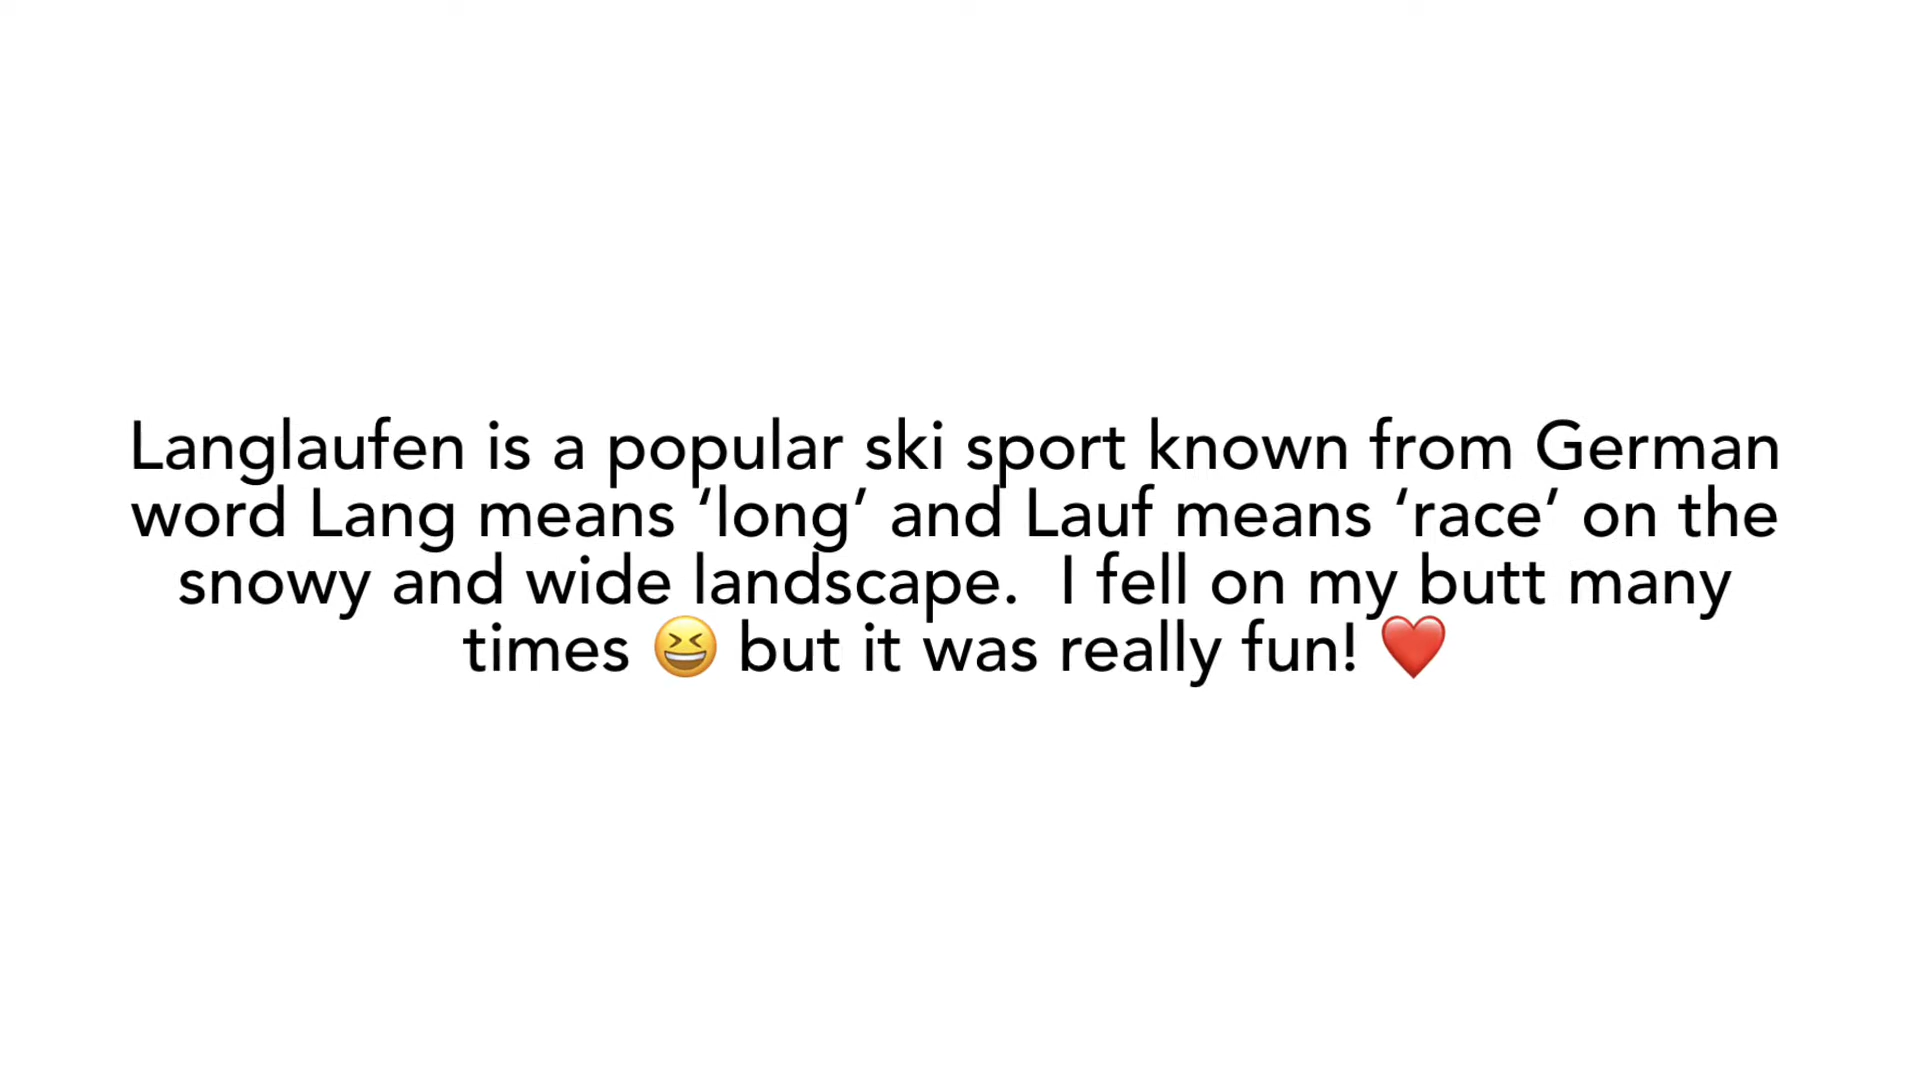 Langlaufen is a popular ski sport known from German
word Lang means ‘long’ and Lauf means ‘race’ on the
snowy and wide landscape.  I fell on my butt many
times 😆 but it was really fun! ❤️